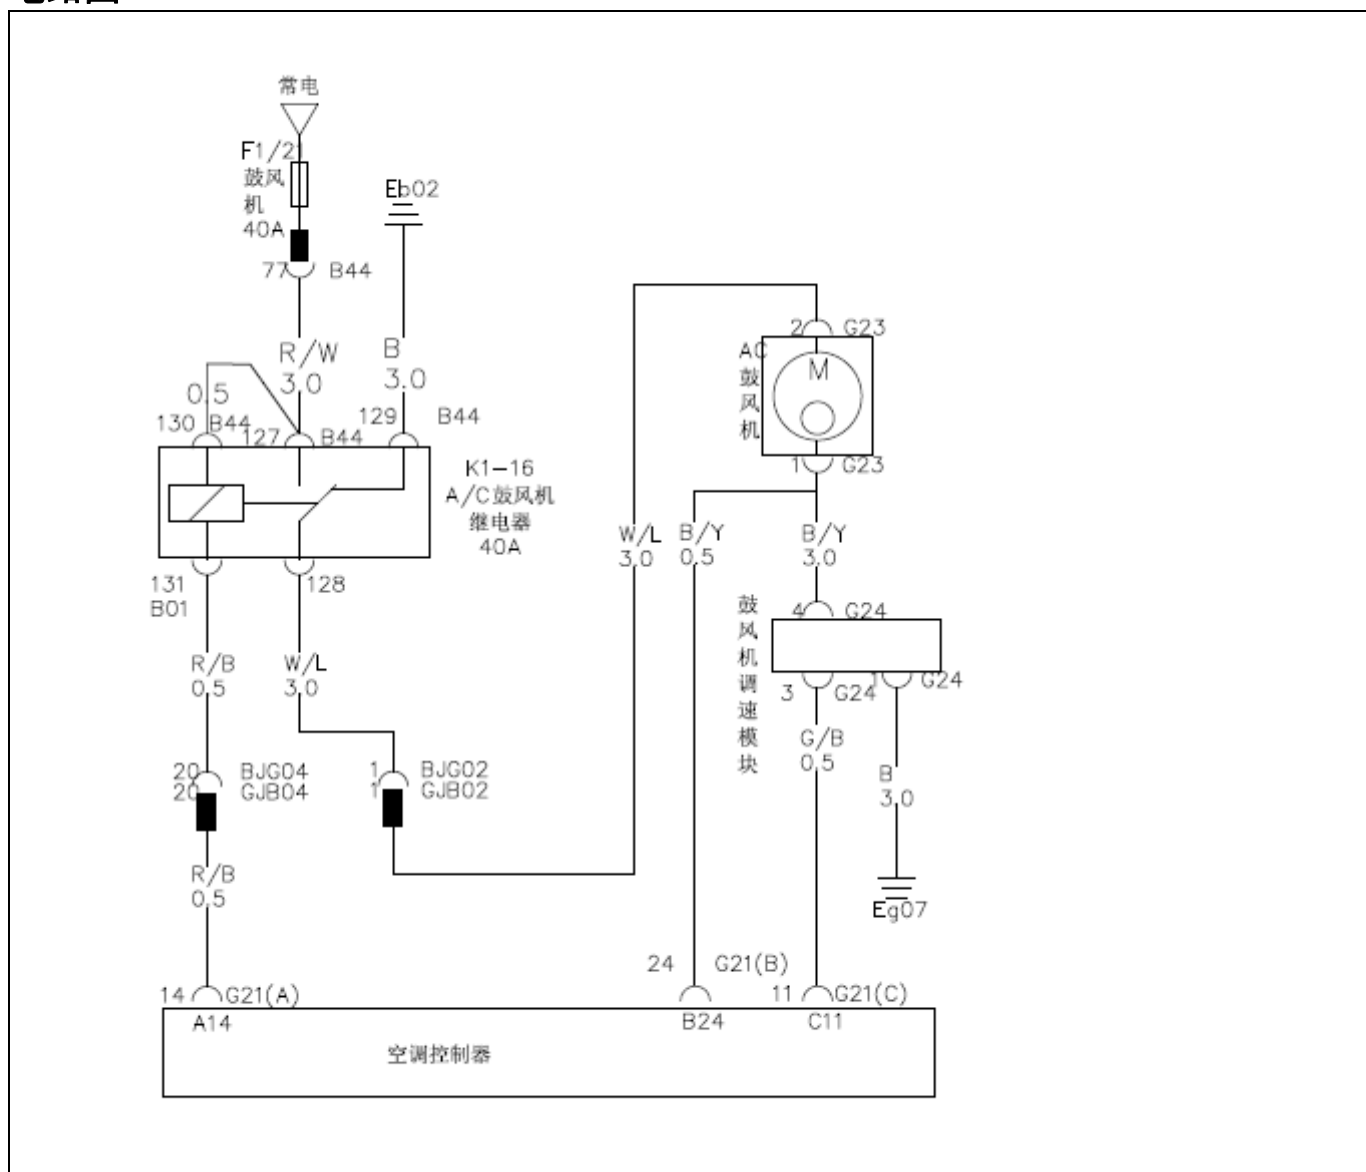 常电
F1/21
鼓风
机
40A
Eb02
77 B44
R/W
3.0
B
3.0
0.5
130 B44
127 B44
129 B44
K1-16
A/C鼓风机
继电器
40A
131
B01
128
2 G23
AC
鼓
风
机
M
1 G23
W/L
3.0
B/Y
0.5
B/Y
3.0
鼓
风
机
调
速
模
块
4 G24
3 G24
1 G24
R/B
0.5
W/L
3.0
G/B
0.5
B
3.0
20 BJG04
20 GJB04
1 BJG02
1 GJB02
R/B
0.5
Eg07
14 G21(A)
24 G21(B)
11 G21(C)
A14
B24
C11
空调控制器